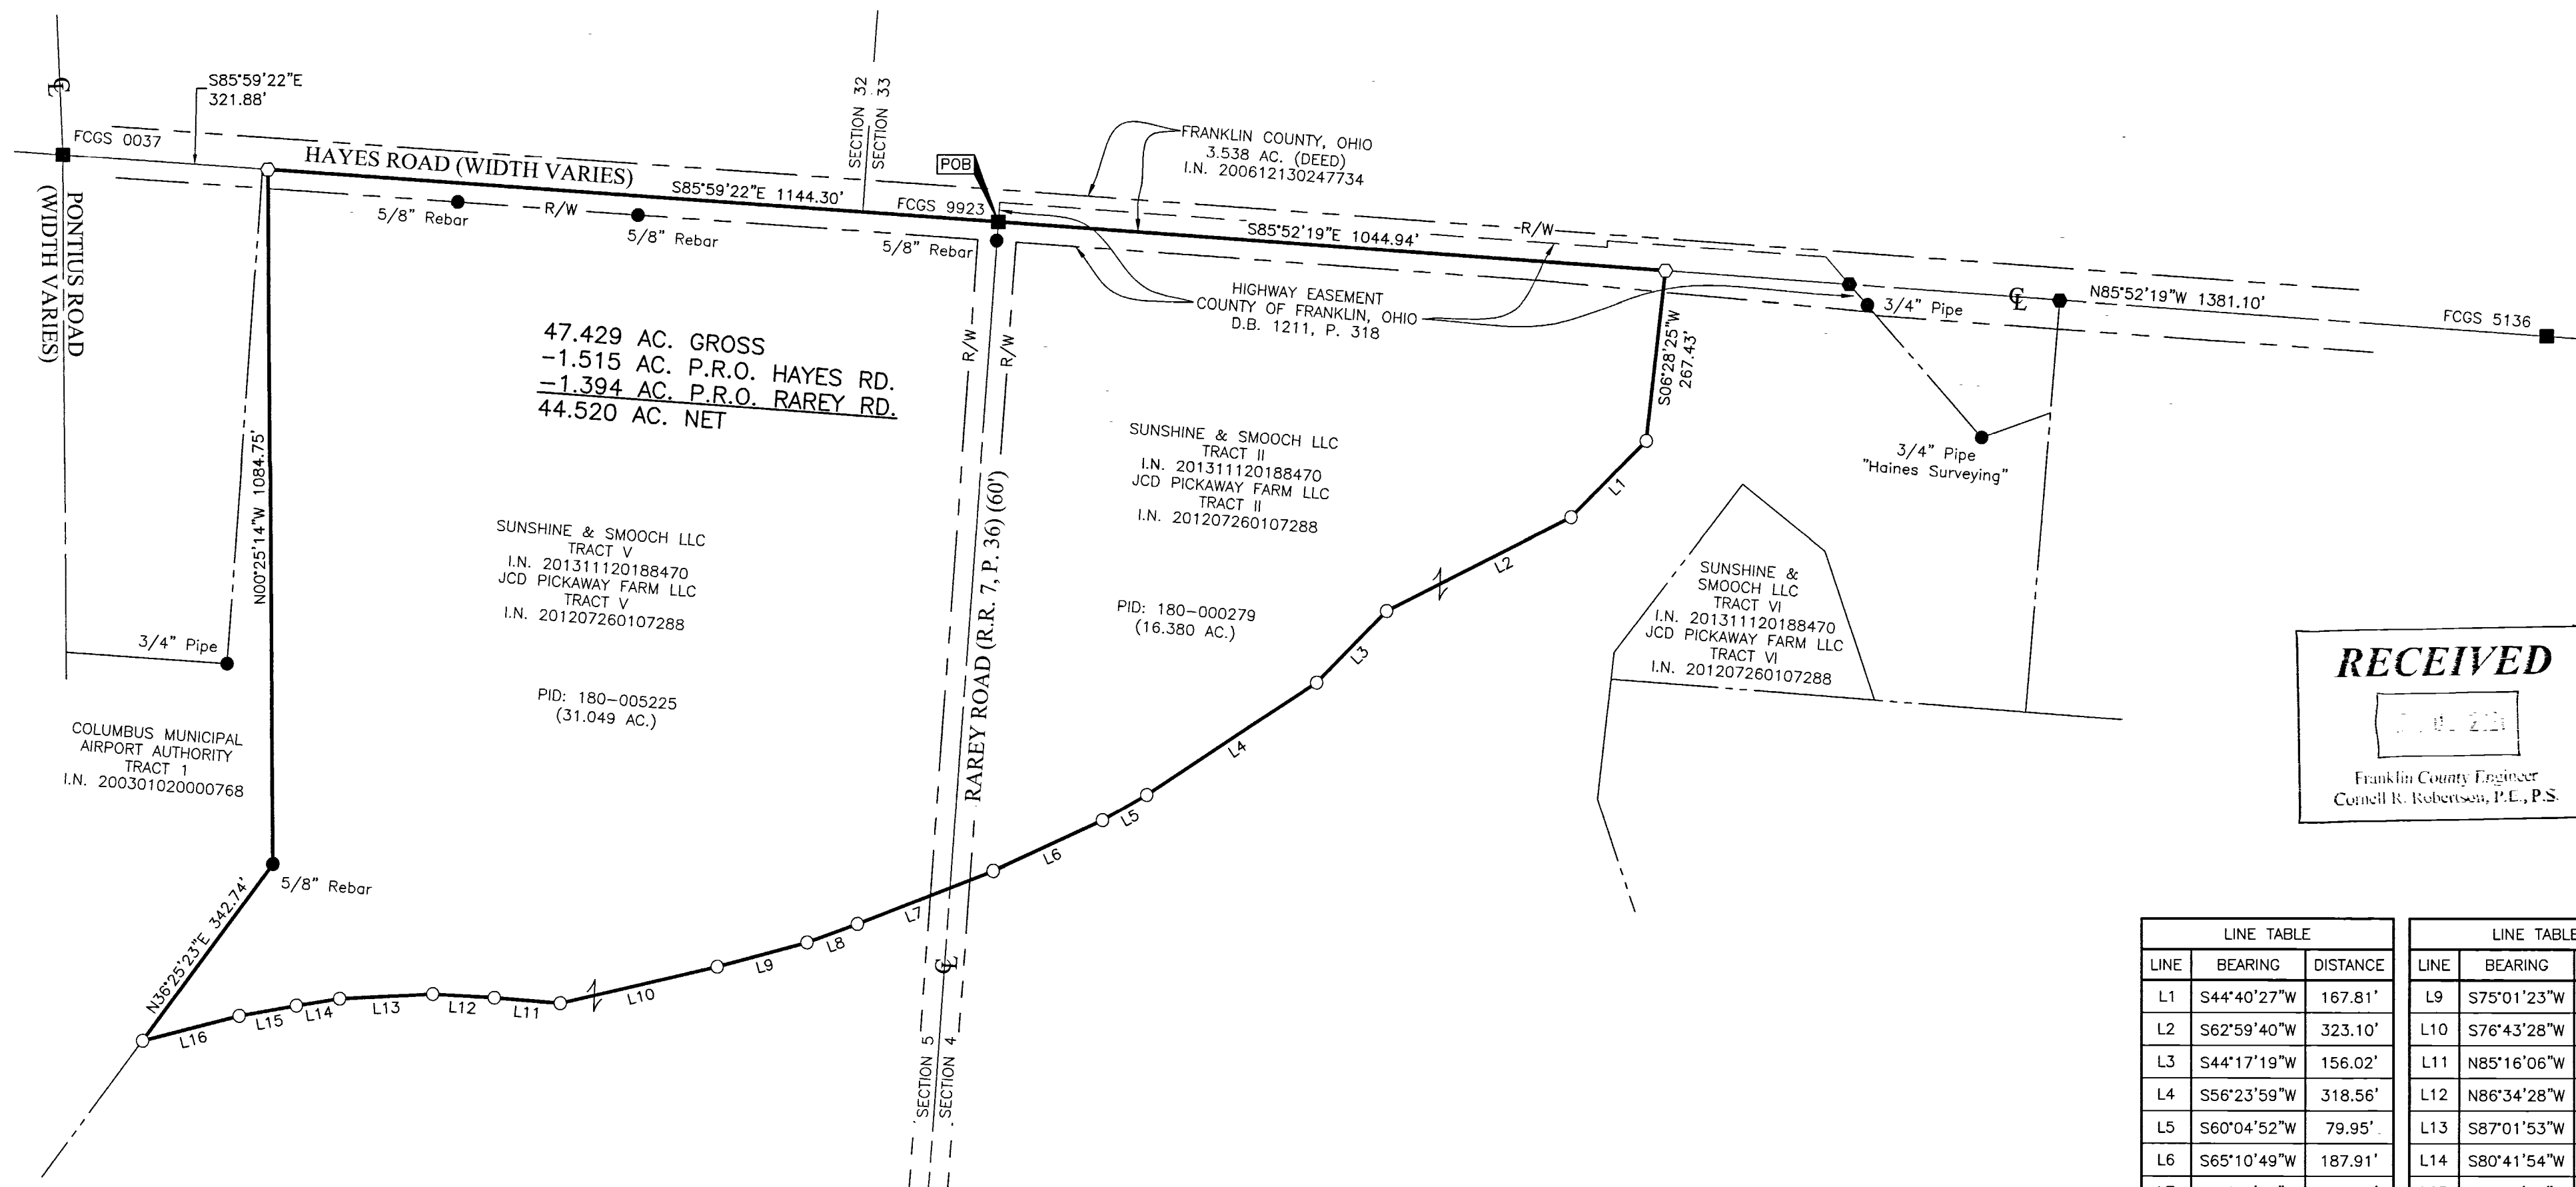 S85°59'22"E
321.88'
FCGS 0037
HAYES ROAD (WIDTH VARIES)
S85°59'22"E 1144.30'
SECTION 32
SECTION 33
POB
FCGS 9923
FRANKLIN COUNTY, OHIO
3.538 AC. (DEED)
I.N. 200612130247734
5/8" Rebar
R/W
5/8" Rebar
5/8" Rebar
S85°52'19"E 1044.94'
R/W
HIGHWAY EASEMENT
COUNTY OF FRANKLIN, OHIO
D.B. 1211, P. 318
3/4" Pipe
℄
N85°52'19"W 1381.10'
FCGS 5136
℄
PONTIUS ROAD
(WIDTH VARIES)
47.429 AC. GROSS
-1.515 AC. P.R.O. HAYES RD.
-1.394 AC. P.R.O. RAREY RD.
44.520 AC. NET
R/W
R/W
S06°28'25"W
267.43'
3/4" Pipe
"Haines Surveying"
N00°25'14"W 1084.75'
SUNSHINE & SMOOCH LLC
TRACT V
I.N. 201311120188470
JCD PICKAWAY FARM LLC
TRACT V
I.N. 201207260107288
PID: 180-005225
(31.049 AC.)
RAREY ROAD (R.R. 7, P. 36) (60')
SUNSHINE & SMOOCH LLC
TRACT II
I.N. 201311120188470
JCD PICKAWAY FARM LLC
TRACT II
I.N. 201207260107288
PID: 180-000279
(16.380 AC.)
SUNSHINE &
SMOOCH LLC
TRACT VI
I.N. 201311120188470
JCD PICKAWAY FARM LLC
TRACT VI
I.N. 201207260107288
RECEIVED
Franklin County Engineer
Cornell R. Robertson, P.E., P.S.
3/4" Pipe
COLUMBUS MUNICIPAL
AIRPORT AUTHORITY
TRACT 1
I.N. 200301020000768
5/8" Rebar
N36°25'23"E 342.74'
L1
L2
L3
L4
L5
L6
L7
L8
L9
L10
L11
L12
L13
L14
L15
L16
℄
SECTION 5
SECTION 4
LINE TABLE
LINE BEARING DISTANCE
L1 S44°40'27"W 167.81'
L2 S62°59'40"W 323.10'
L3 S44°17'19"W 156.02'
L4 S56°23'59"W 318.56'
L5 S60°04'52"W 79.95'
L6 S65°10'49"W 187.91'
LINE TABLE
LINE BEARING
L9 S75°01'23"W
L10 S76°43'28"W
L11 N85°16'06"W
L12 N86°34'28"W
L13 S87°01'53"W
L14 S80°41'54"W